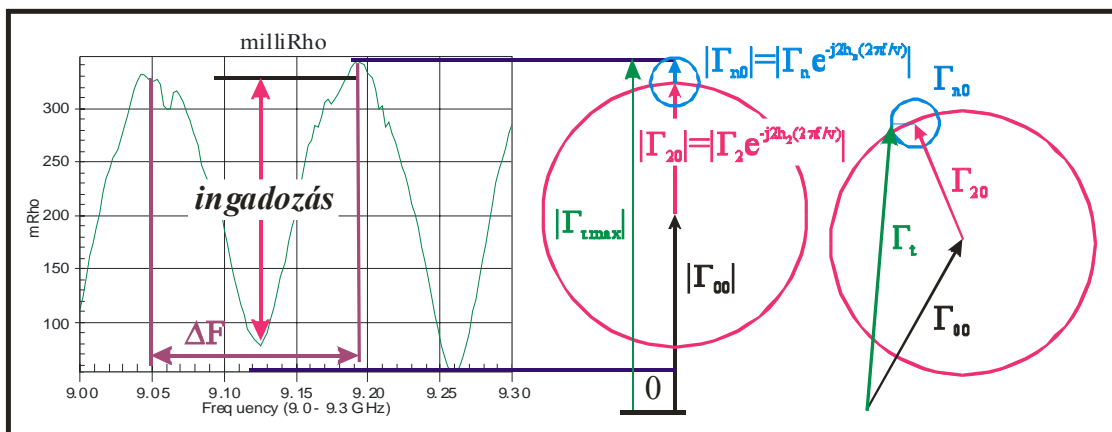 milliRho
mRho
300
250
200
150
100
ingadozás
ΔF
9.00
9.05
9.10
9.15
9.20
9.25
9.30
Frequency (9.0 - 9.3 GHz)
|Γn0|=|Γn e^-j2hn(2πf/v)|
|Γ20|=|Γ2 e^-j2h2(2πf/v)|
|Γt.max|
|Γ00|
0
Γn0
Γ20
Γt
Γ00